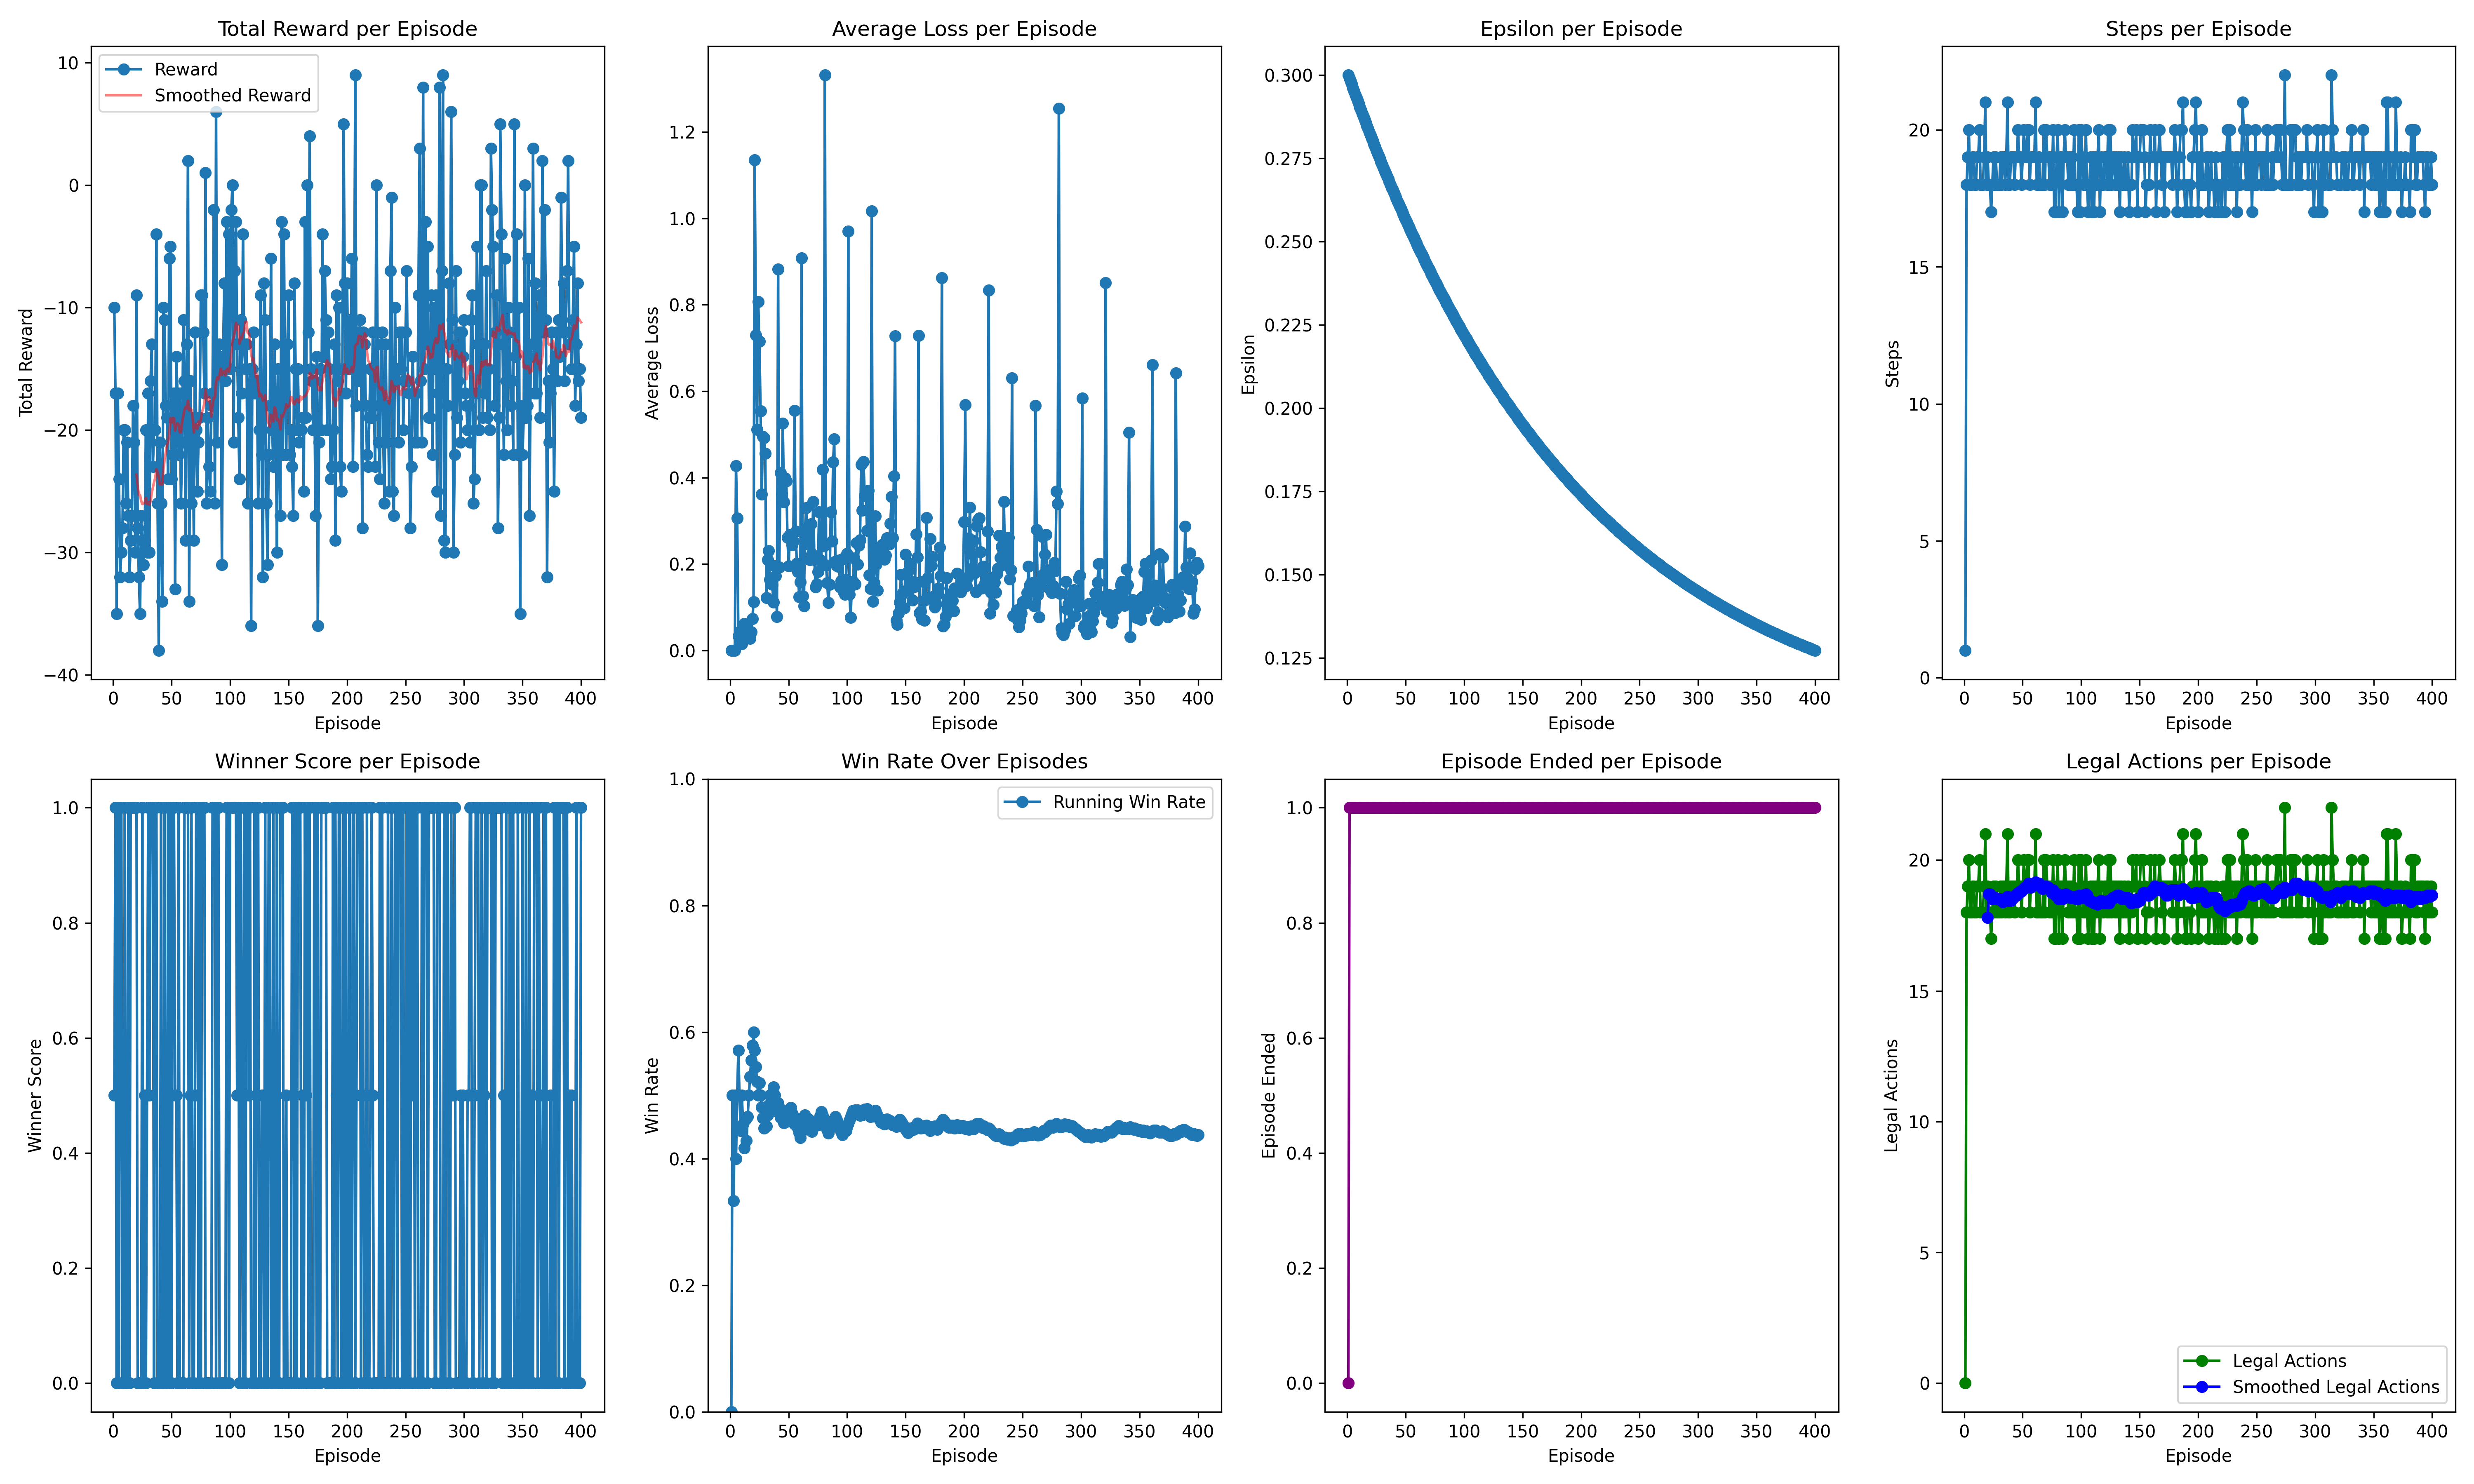 Total Reward per Episode
10
0
−10
−20
−30
−40
Total Reward
Reward
Smoothed Reward
0 50 100 150 200 250 300 350 400
Episode
Average Loss per Episode
1.2
1.0
0.8
0.6
0.4
0.2
0.0
Average Loss
0 50 100 150 200 250 300 350 400
Episode
Epsilon per Episode
0.300
0.275
0.250
0.225
0.200
0.175
0.150
0.125
Epsilon
0 50 100 150 200 250 300 350 400
Episode
Steps per Episode
20
15
10
5
0
Steps
0 50 100 150 200 250 300 350 400
Episode
Winner Score per Episode
1.0
0.8
0.6
0.4
0.2
0.0
Winner Score
0 50 100 150 200 250 300 350 400
Episode
Win Rate Over Episodes
1.0
0.8
0.6
0.4
0.2
0.0
Win Rate
Running Win Rate
0 50 100 150 200 250 300 350 400
Episode
Episode Ended per Episode
1.0
0.8
0.6
0.4
0.2
0.0
Episode Ended
0 50 100 150 200 250 300 350 400
Episode
Legal Actions per Episode
20
15
10
5
0
Legal Actions
Legal Actions
Smoothed Legal Actions
0 50 100 150 200 250 300 350 400
Episode